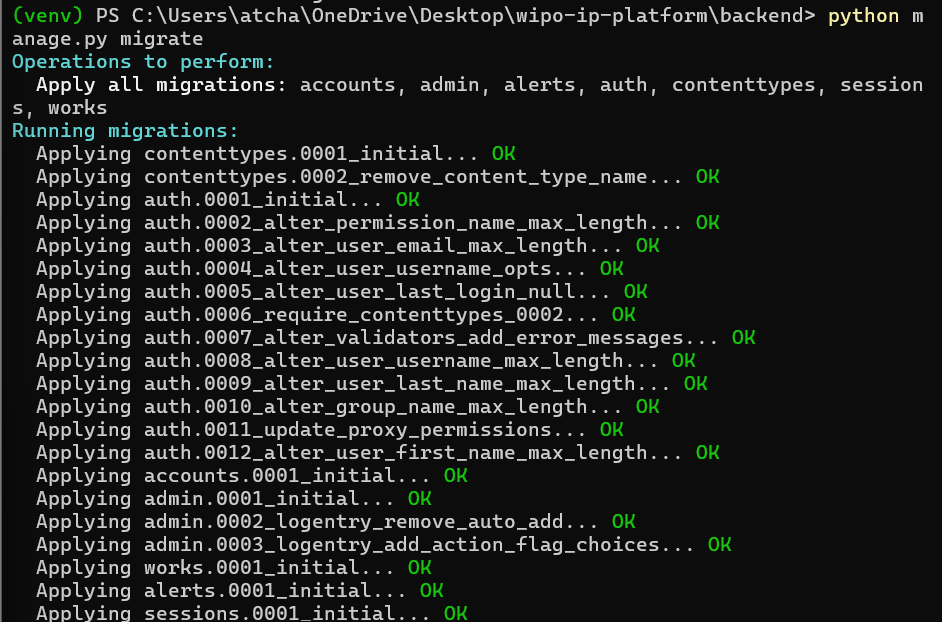 (venv) PS C:\Users\atcha\OneDrive\Desktop\wipo-ip-platform\backend> python m
anage.py migrate
Operations to perform:
  Apply all migrations: accounts, admin, alerts, auth, contenttypes, session
s, works
Running migrations:
  Applying contenttypes.0001_initial... OK
  Applying contenttypes.0002_remove_content_type_name... OK
  Applying auth.0001_initial... OK
  Applying auth.0002_alter_permission_name_max_length... OK
  Applying auth.0003_alter_user_email_max_length... OK
  Applying auth.0004_alter_user_username_opts... OK
  Applying auth.0005_alter_user_last_login_null... OK
  Applying auth.0006_require_contenttypes_0002... OK
  Applying auth.0007_alter_validators_add_error_messages... OK
  Applying auth.0008_alter_user_username_max_length... OK
  Applying auth.0009_alter_user_last_name_max_length... OK
  Applying auth.0010_alter_group_name_max_length... OK
  Applying auth.0011_update_proxy_permissions... OK
  Applying auth.0012_alter_user_first_name_max_length... OK
  Applying accounts.0001_initial... OK
  Applying admin.0001_initial... OK
  Applying admin.0002_logentry_remove_auto_add... OK
  Applying admin.0003_logentry_add_action_flag_choices... OK
  Applying works.0001_initial... OK
  Applying alerts.0001_initial... OK
  Applying sessions.0001_initial... OK